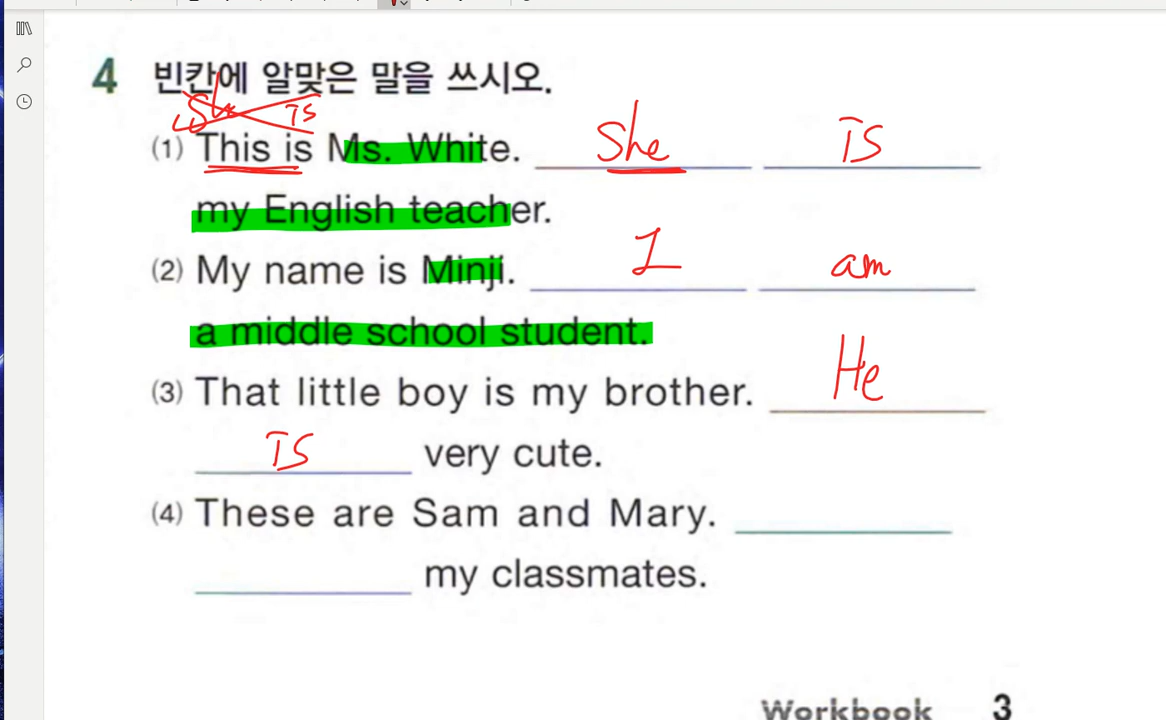 4 빈칸에 알맞은 말을 쓰시오.
She is
(1) This is Ms. White. She is
my English teacher.
(2) My name is Minji. I am
a middle school student.
(3) That little boy is my brother. He
is very cute.
(4) These are Sam and Mary.
my classmates.
Workbook 3